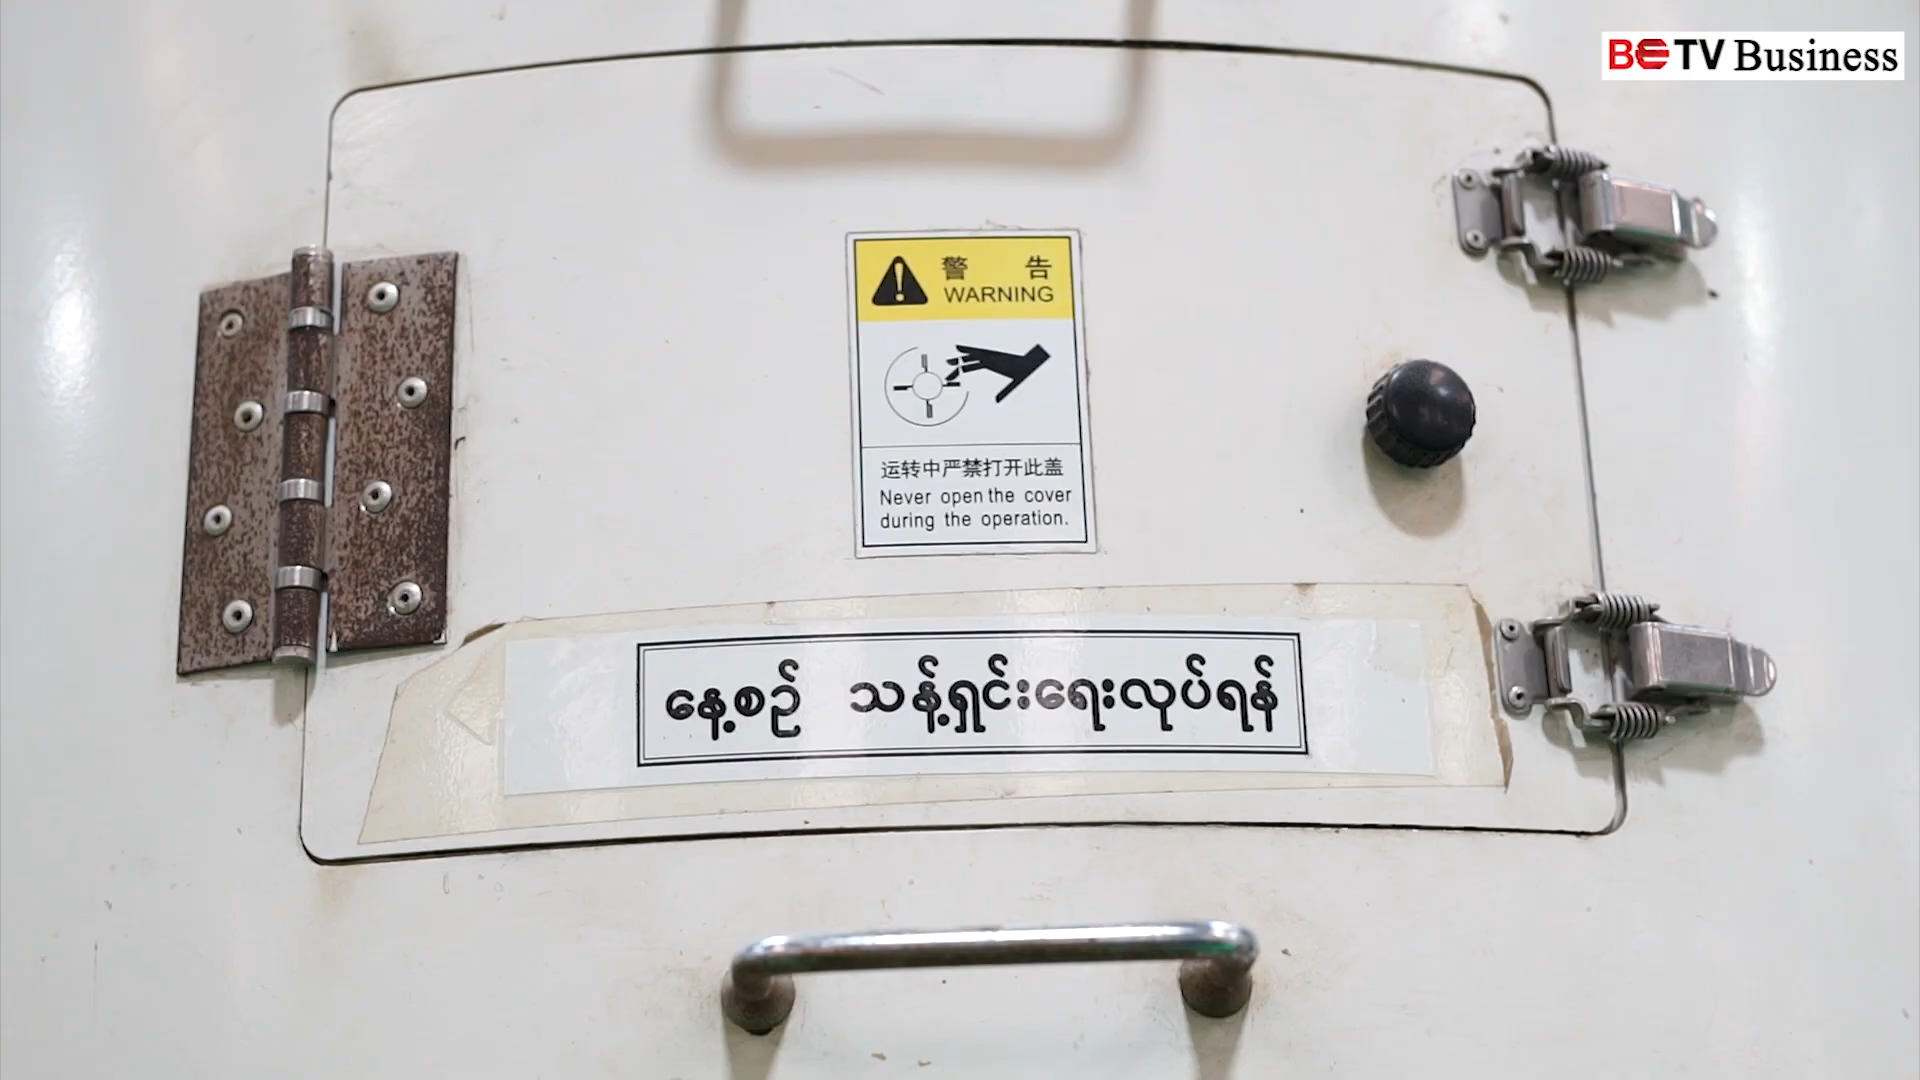 BETV Business
警 告
WARNING
运转中严禁打开此盖
Never open the cover
during the operation.
နေ့စဉ် သန့်ရှင်းရေးလုပ်ရန်